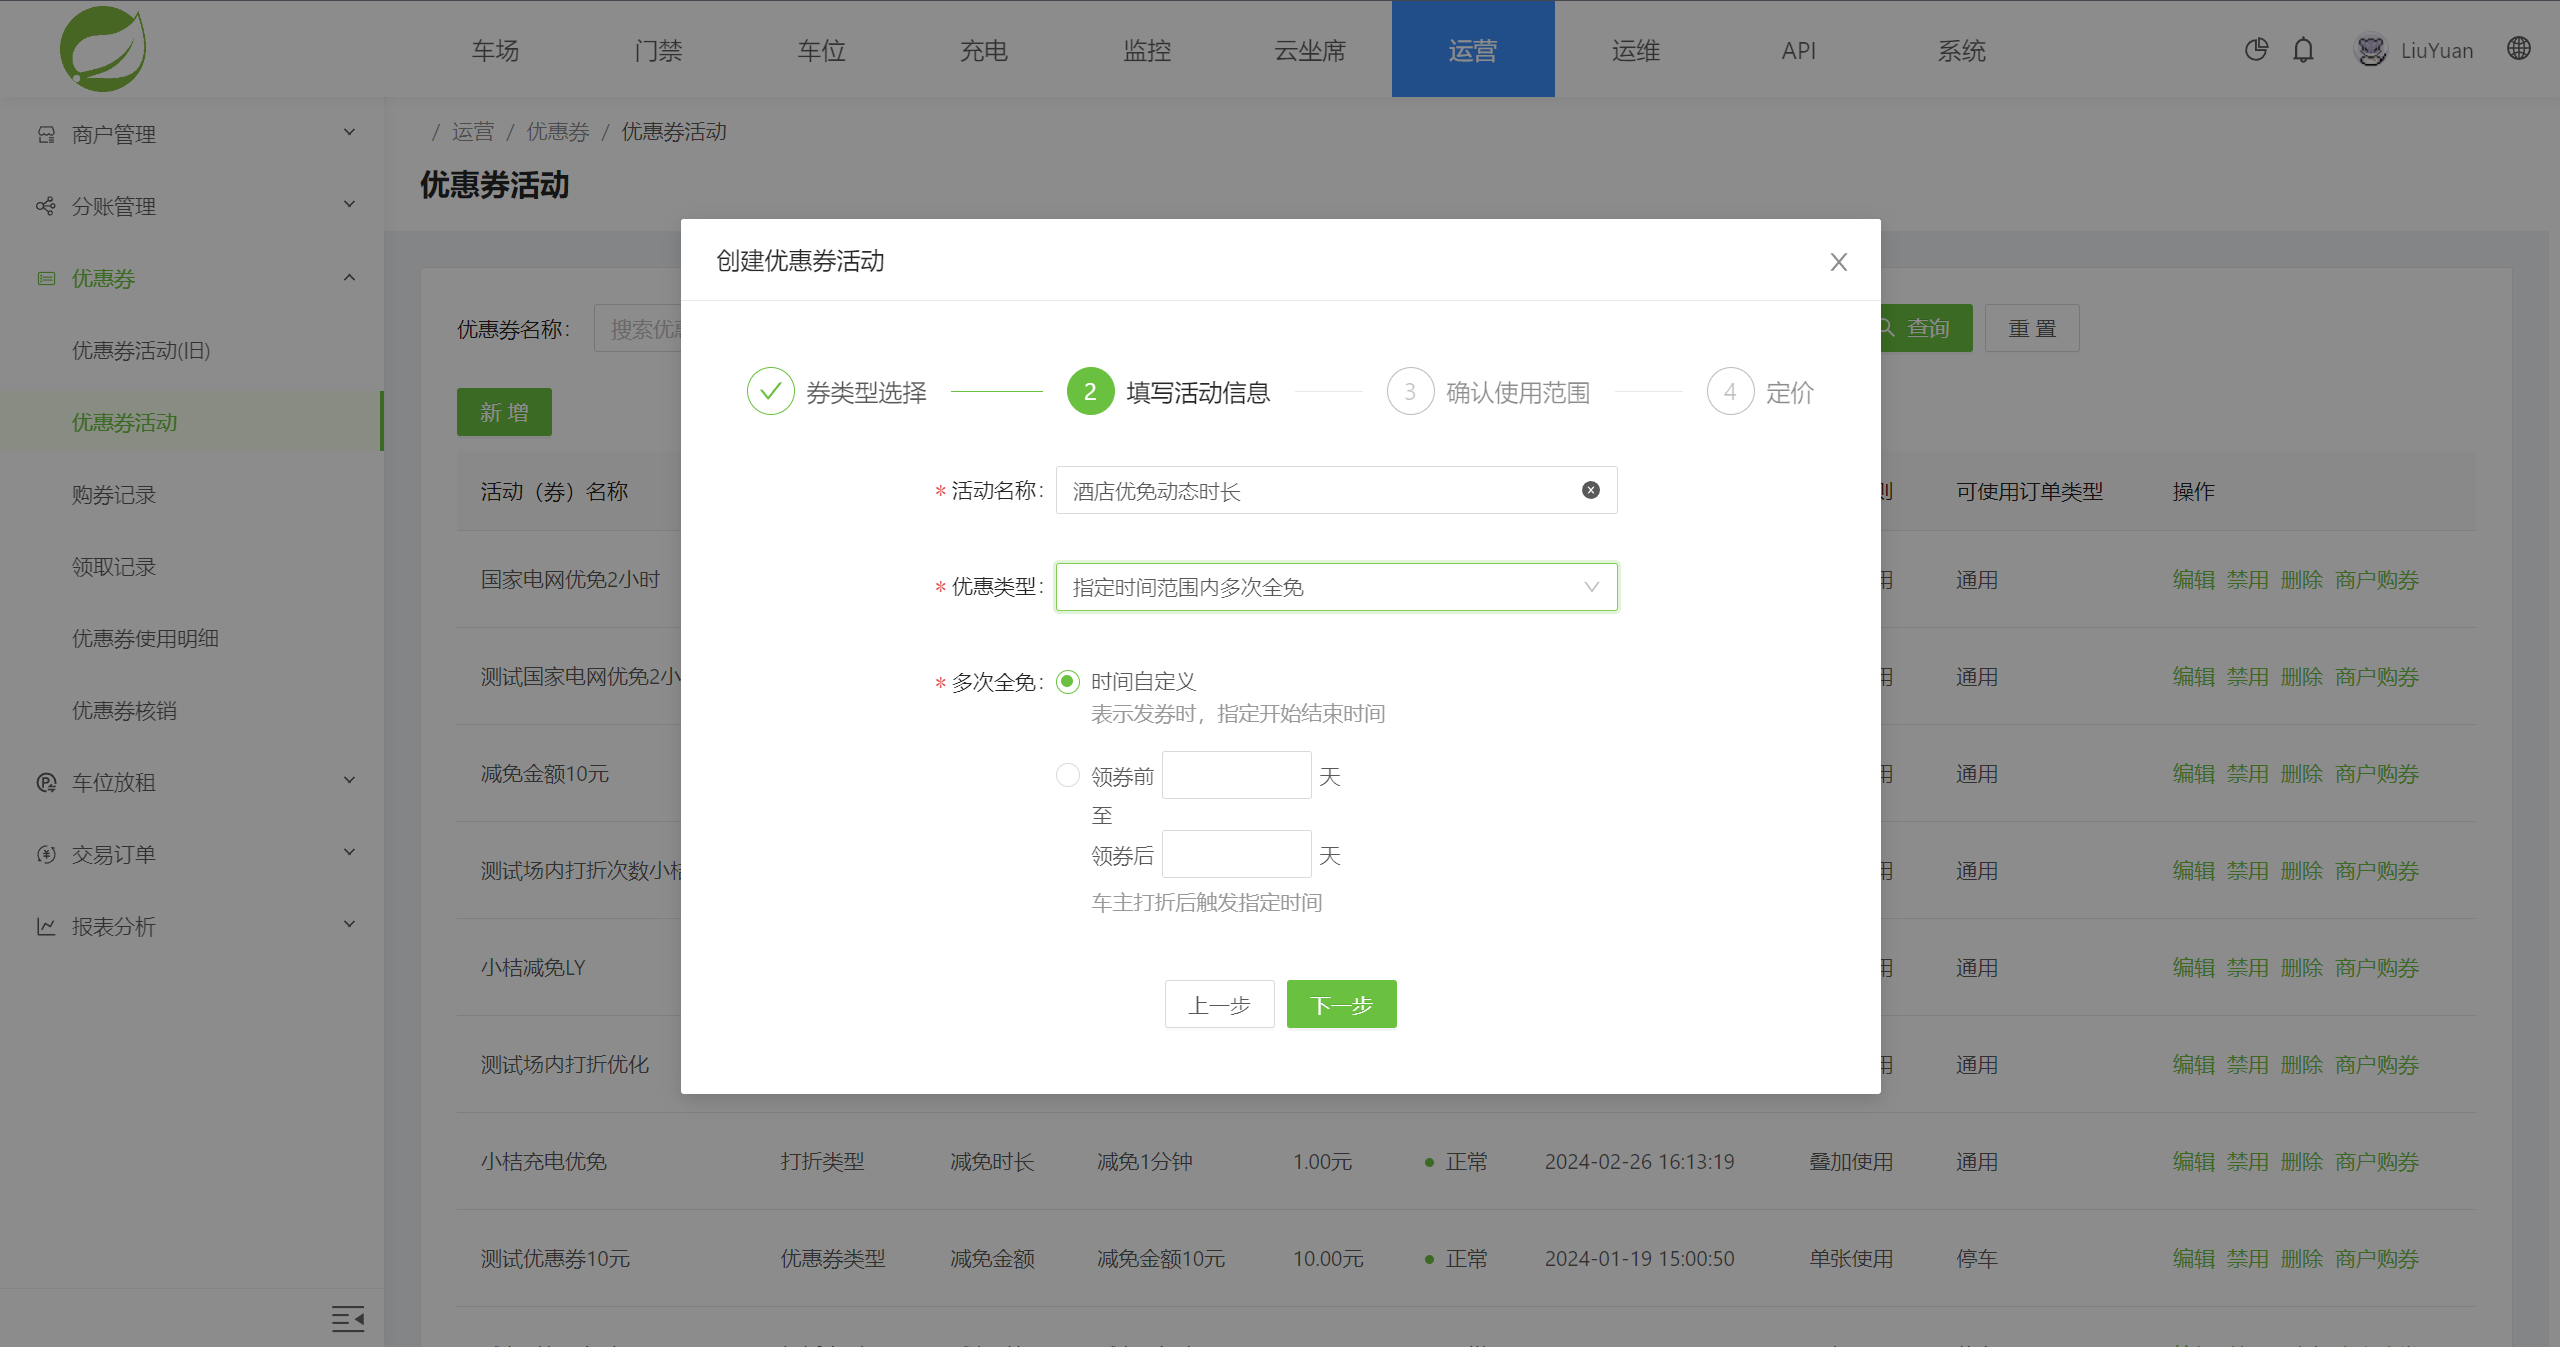 车场 门禁 车位 充电 监控 云坐席 运营 运维 API 系统 LiuYuan
商户管理
分账管理
优惠券
优惠券活动(旧)
优惠券活动
购券记录
领取记录
优惠券使用明细
优惠券核销
车位放租
交易订单
报表分析
/ 运营 / 优惠券 / 优惠券活动
优惠券活动
优惠券名称: 搜索优 查询 重 置
新 增
活动（券）名称 可使用订单类型 操作
国家电网优免2小时 用 通用 编辑 禁用 删除 商户购券
测试国家电网优免2小 用 通用 编辑 禁用 删除 商户购券
减免金额10元 用 通用 编辑 禁用 删除 商户购券
测试场内打折次数小桔 用 通用 编辑 禁用 删除 商户购券
小桔减免LY 用 通用 编辑 禁用 删除 商户购券
测试场内打折优化 用 通用 编辑 禁用 删除 商户购券
小桔充电优免 打折类型 减免时长 减免1分钟 1.00元 正常 2024-02-26 16:13:19 叠加使用 通用 编辑 禁用 删除 商户购券
测试优惠券10元 优惠券类型 减免金额 减免金额10元 10.00元 正常 2024-01-19 15:00:50 单张使用 停车 编辑 禁用 删除 商户购券
创建优惠券活动
券类型选择 2 填写活动信息 3 确认使用范围 4 定价
* 活动名称: 酒店优免动态时长
* 优惠类型: 指定时间范围内多次全免
* 多次全免: 时间自定义
表示发券时，指定开始结束时间
领券前 天
至
领券后 天
车主打折后触发指定时间
上一步 下一步